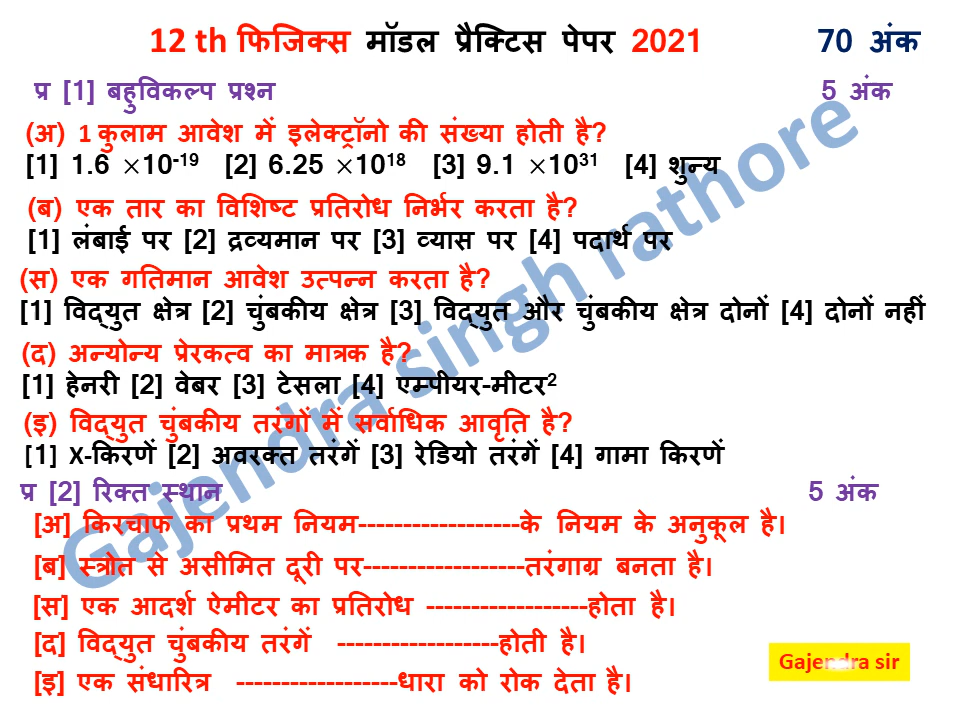 12 th फिजिक्स मॉडल प्रैक्टिस पेपर 2021 70 अंक
प्र [1] बहुविकल्प प्रश्न 5 अंक
(अ) 1 कुलाम आवेश में इलेक्ट्रॉनो की संख्या होती है?
[1] 1.6 ×10⁻¹⁹ [2] 6.25 ×10¹⁸ [3] 9.1 ×10³¹ [4] शुन्य
(ब) एक तार का विशिष्ट प्रतिरोध निर्भर करता है?
[1] लंबाई पर [2] द्रव्यमान पर [3] व्यास पर [4] पदार्थ पर
(स) एक गतिमान आवेश उत्पन्न करता है?
[1] विद्युत क्षेत्र [2] चुंबकीय क्षेत्र [3] विद्युत और चुंबकीय क्षेत्र दोनों [4] दोनों नहीं
(द) अन्योन्य प्रेरकत्व का मात्रक है?
[1] हेनरी [2] वेबर [3] टेसला [4] एम्पीयर-मीटर²
(इ) विद्युत चुंबकीय तरंगों में सर्वाधिक आवृति है?
[1] X-किरणें [2] अवरक्त तरंगें [3] रेडियो तरंगें [4] गामा किरणें
प्र [2] रिक्त स्थान 5 अंक
[अ] किरचाफ का प्रथम नियम------------------के नियम के अनुकूल है।
[ब] स्त्रोत से असीमित दूरी पर------------------तरंगाग्र बनता है।
[स] एक आदर्श ऐमीटर का प्रतिरोध ------------------होता है।
[द] विद्युत चुंबकीय तरंगें ------------------होती है।
[इ] एक संधारित्र ------------------धारा को रोक देता है।
Gajendra sir
Gajendra singh rathore